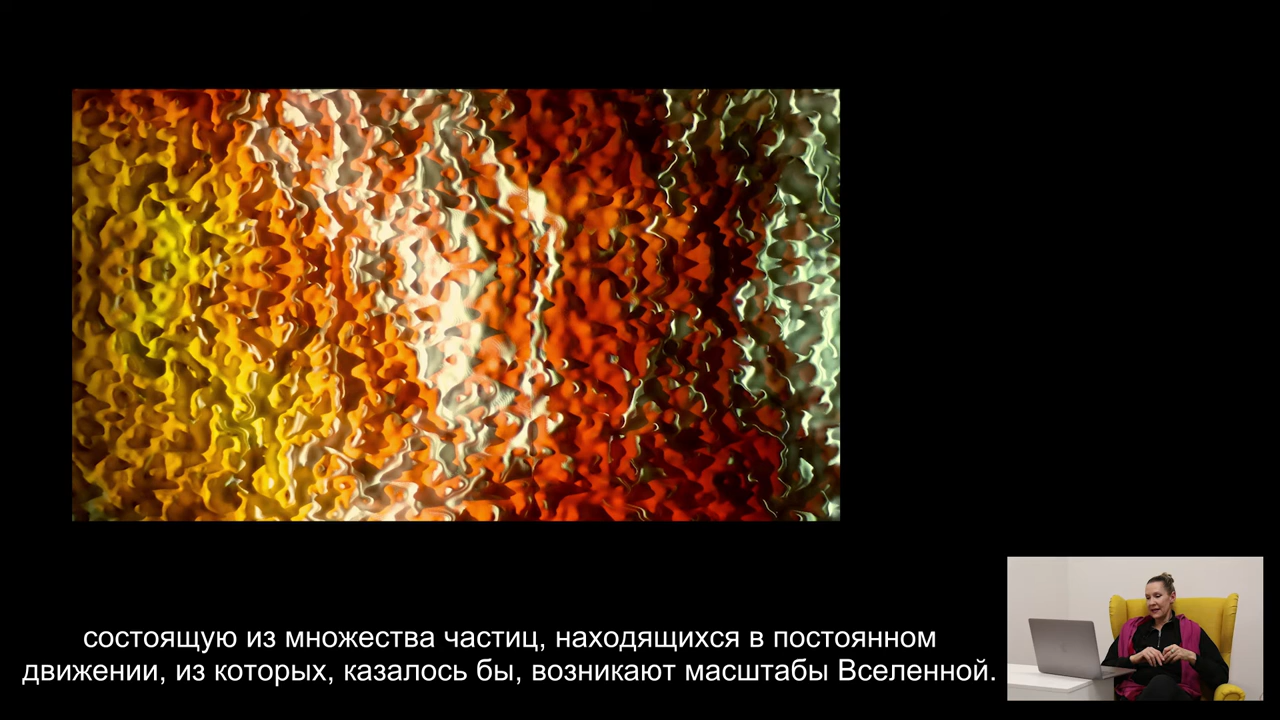 состоящую из множества частиц, находящихся в постоянном
движении, из которых, казалось бы, возникают масштабы Вселенной.